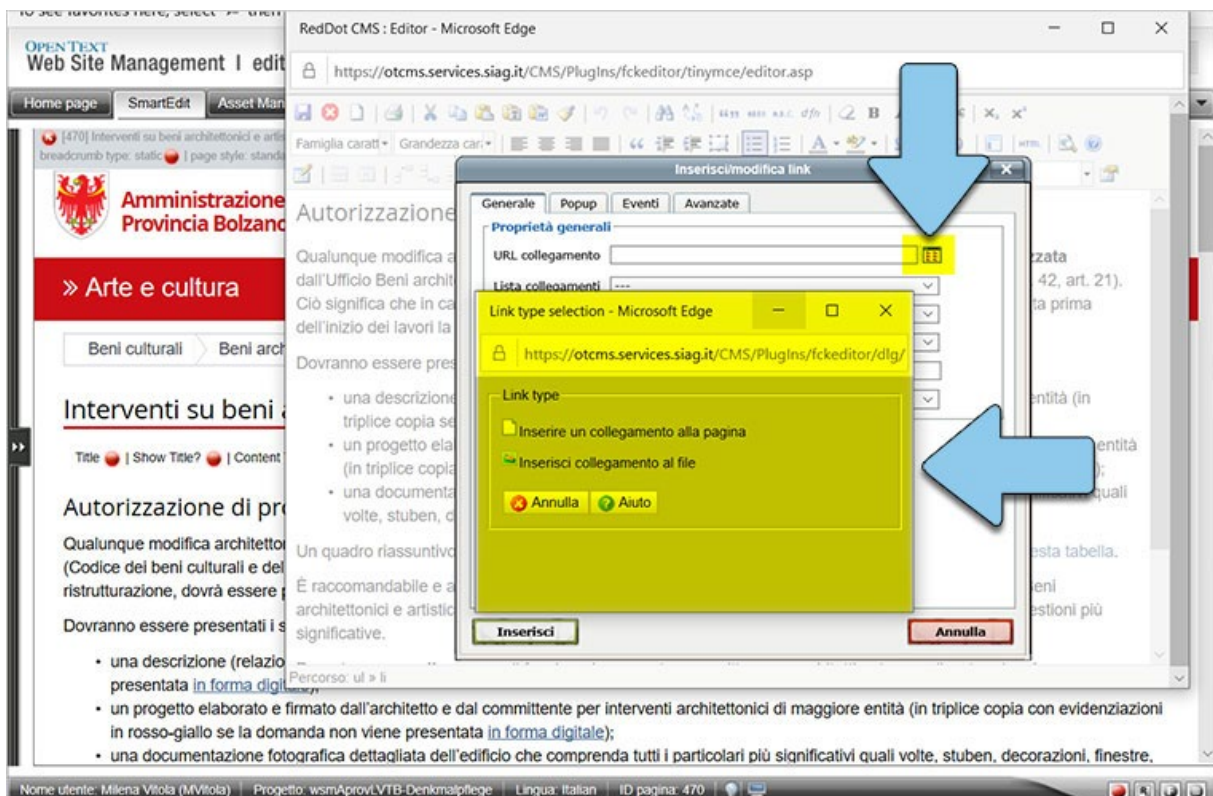 RedDot CMS : Editor - Microsoft Edge
https://otcms.services.siag.it/CMS/PlugIns/fckeditor/tinymce/editor.asp
OPENTEXT
Web Site Management | edit
Home page SmartEdit Asset Man
[470] Interventi su beni architettonici e artis
breadcrumb type: static | page style: standa
Amministrazione
Provincia Bolzano
» Arte e cultura
Beni culturali Beni arch
Interventi su beni
Title | Show Title? | Content
Autorizzazione di pro
Qualunque modifica architetto
(Codice dei beni culturali e del
ristrutturazione, dovrà essere
Dovranno essere presentati i s
• una descrizione (relazio
presentata in forma digitale);
• un progetto elaborato e firmato dall'architetto e dal committente per interventi architettonici di maggiore entità (in triplice copia con evidenziazioni
in rosso-giallo se la domanda non viene presentata in forma digitale);
• una documentazione fotografica dettagliata dell'edificio che comprenda tutti i particolari più significativi quali volte, stuben, decorazioni, finestre,
Famiglia caratt Grandezza car
Autorizzazione
Qualunque modifica a
zzata
dall'Ufficio Beni archit
42, art. 21).
Ciò significa che in ca
ta prima
dell'inizio dei lavori la
Dovranno essere pres
• una descrizione
entità (in
triplice copia se
• un progetto ela
entità
(in triplice copia
);
• una documenta
quali
volte, stuben, d
Un quadro riassuntivo
esta tabella.
È raccomandabile e a
Beni
architettonici e artistic
estioni più
significative.
Percorso: ul » li
Inserisci/modifica link
Generale Popup Eventi Avanzate
Proprietà generali
URL collegamento
Lista collegamenti ---
Link type selection - Microsoft Edge
https://otcms.services.siag.it/CMS/PlugIns/fckeditor/dlg/
Link type
Inserire un collegamento alla pagina
Inserisci collegamento al file
Annulla Aiuto
Inserisci Annulla
Nome utente: Milena Vitola (MVitola) Progetto: wsmAprovLVTB-Denkmalpflege Lingua: Italian ID pagina: 470